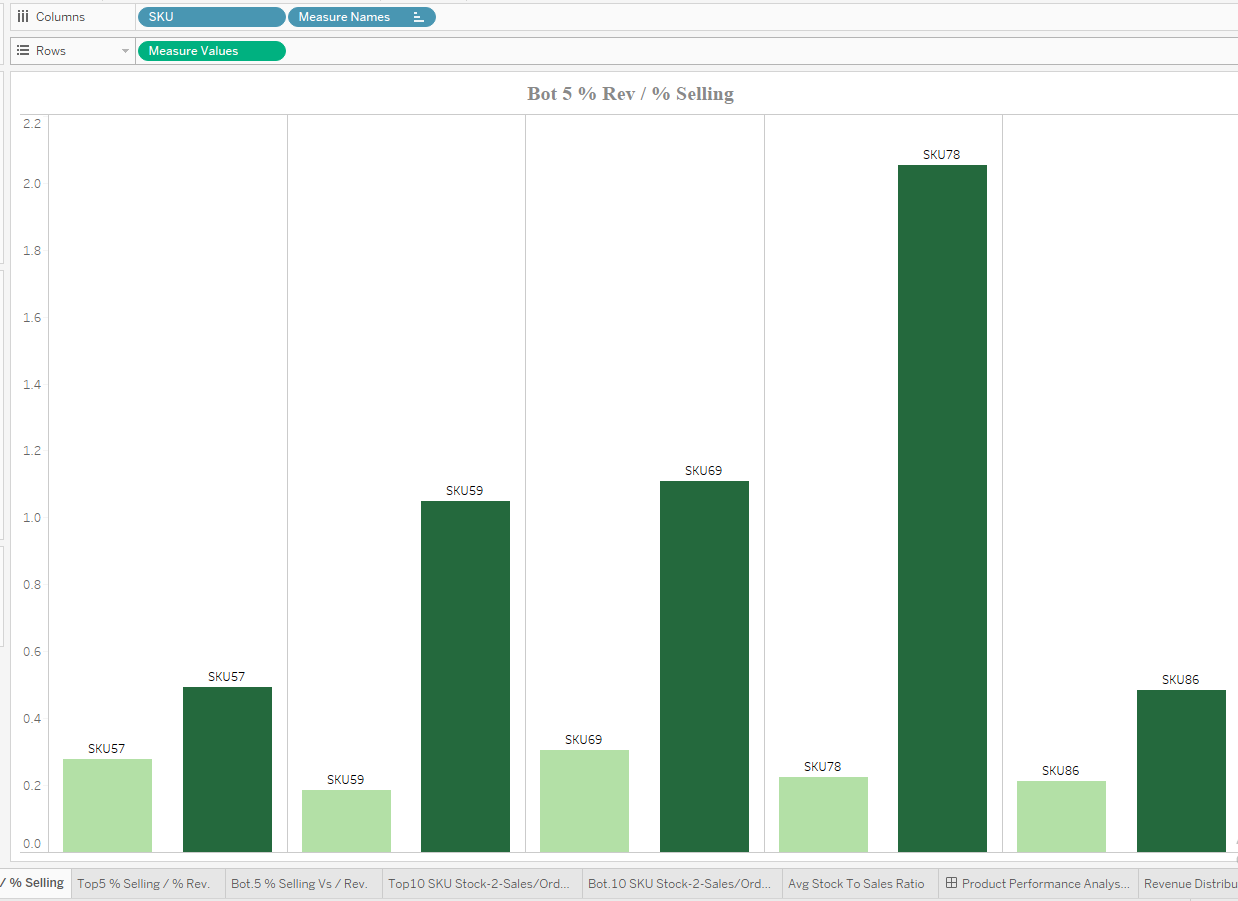 Columns SKU Measure Names
Rows Measure Values
Bot 5 % Rev / % Selling
2.2
2.0
1.8
1.6
1.4
1.2
1.0
0.8
0.6
0.4
0.2
0.0
SKU57
SKU57
SKU59
SKU59
SKU69
SKU69
SKU78
SKU78
SKU86
SKU86
/ % Selling Top5 % Selling / % Rev. Bot.5 % Selling Vs / Rev. Top10 SKU Stock-2-Sales/Ord... Bot.10 SKU Stock-2-Sales/Ord... Avg Stock To Sales Ratio Product Performance Analys... Revenue Distribu